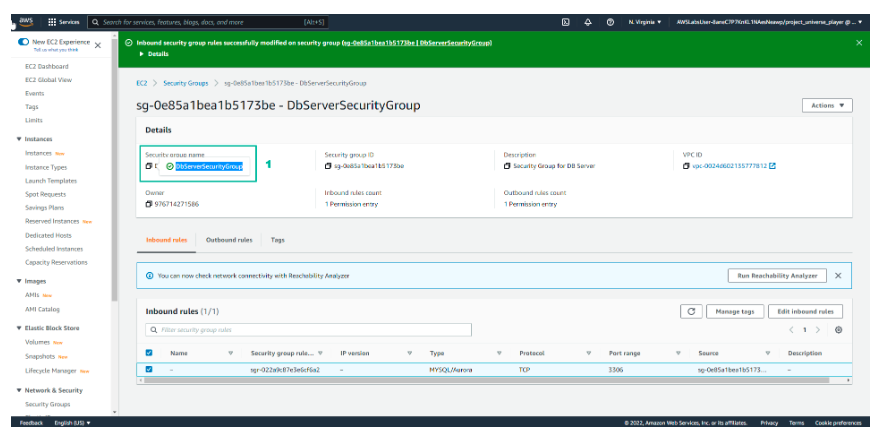 aws
Services
Search for services, features, blogs, docs, and more
[Alt+S]
N. Virginia ▼
New EC2 Experience
Tell us what you think
EC2 Dashboard
EC2 Global View
Events
Tags
Limits
▼ Instances
Instances New
Instance Types
Launch Templates
Spot Requests
Savings Plans
Reserved Instances New
Dedicated Hosts
Scheduled Instances
Capacity Reservations
▼ Images
AMIs New
AMI Catalog
▼ Elastic Block Store
Volumes New
Snapshots New
Lifecycle Manager New
▼ Network & Security
Security Groups
Inbound security group rules successfully modified on security group (sg-0e85a1bea1b5173be | DbServerSecurityGroup)
▶ Details
EC2 > Security Groups > sg-0e85a1bea1b5173be - DbServerSecurityGroup
sg-0e85a1bea1b5173be - DbServerSecurityGroup
Actions ▼
Details
Security group name
DbServerSecurityGroup
1
Security group ID
sg-0e85a1bea1b5173be
Description
Security Group for DB Server
VPC ID
Owner
976714271586
Inbound rules count
1 Permission entry
Outbound rules count
1 Permission entry
Inbound rules
Outbound rules
Tags
You can now check network connectivity with Reachability Analyzer
Run Reachability Analyzer
Inbound rules (1/1)
Manage tags
Edit inbound rules
Filter security group rules
1
Name
Security group rule...
IP version
Type
Protocol
Port range
Source
Description
–
sgr-022a9c87e3e6cf6a2
–
MYSQL/Aurora
TCP
3306
sg-0e85a1bea1b5173...
–
Feedback
English (US) ▼
© 2022, Amazon Web Services, Inc. or its affiliates.
Privacy
Terms
Cookie preferences